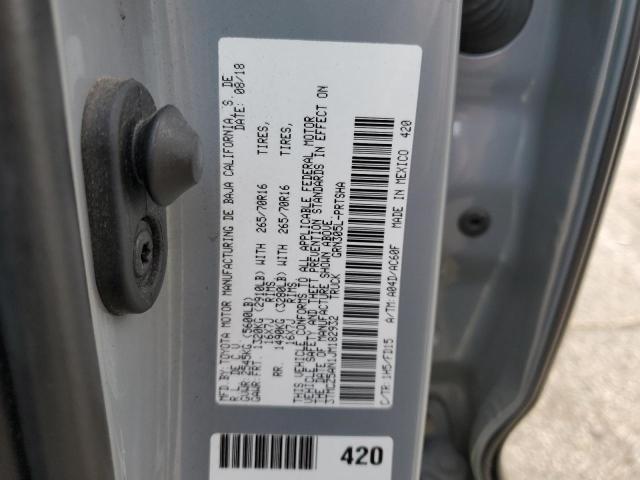 MFD.BY: TOYOTA MOTOR MANUFACTURING DE BAJA CALIFORNIA S. DE
R. L. DE C.V. DATE: 08/18
GVWR 2545KG (5600LB)
GAWR FRT. 1320KG (2910LB) WITH 265/70R16 TIRES,
16X7J RIMS
RR. 1490KG (3280LB) WITH 265/70R16 TIRES,
16X7J RIMS
THIS VEHICLE CONFORMS TO ALL APPLICABLE FEDERAL MOTOR
VEHICLE SAFETY AND THEFT PREVENTION STANDARDS IN EFFECT ON
THE DATE OF MANUFACTURE SHOWN ABOVE.
TRUCK GRN305L-PRTSHA
C/TR: 1H5/FD15 A/TM: A04D/AC60F MADE IN MEXICO 420
420